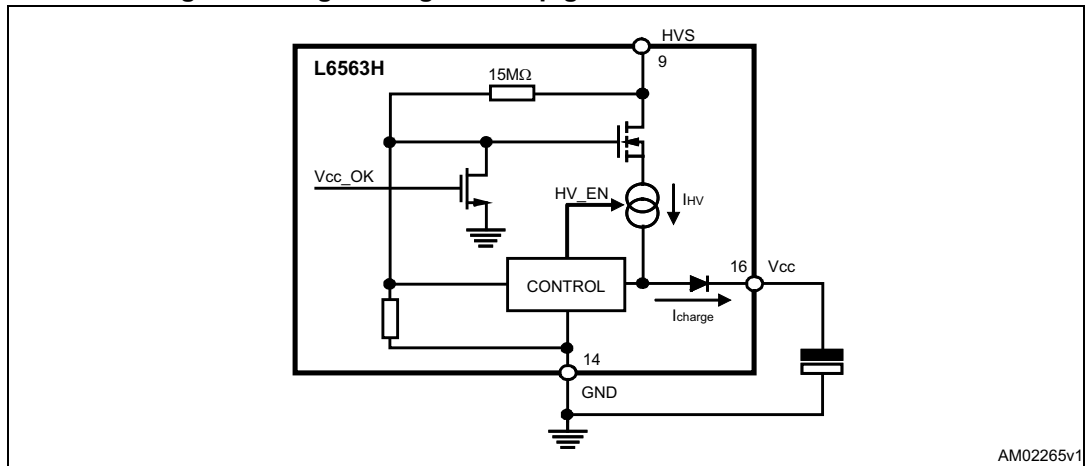 HVS
9
L6563H
15MΩ
Vcc_OK
HV_EN
IHV
CONTROL
16
Vcc
Icharge
14
GND
AM02265v1